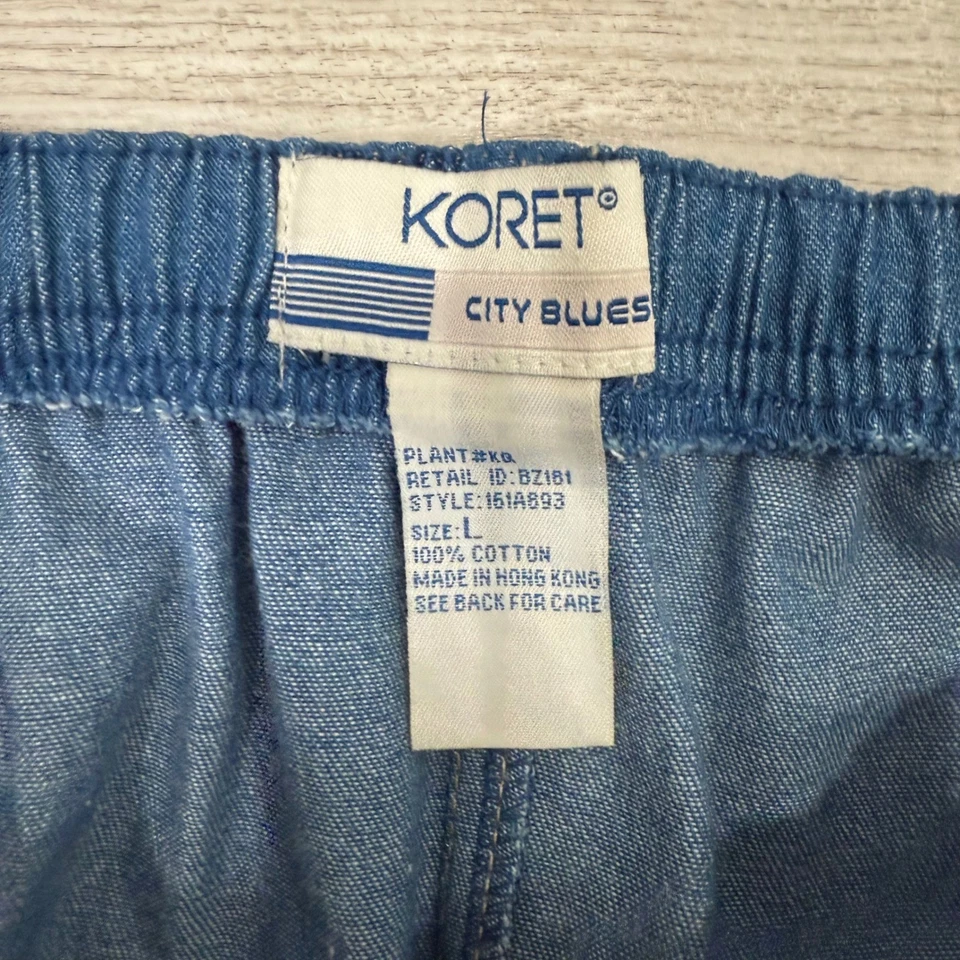 KORET®
CITY BLUES
PLANT#KQ
RETAIL ID:BZ181
STYLE:161A893
SIZE:L
100% COTTON
MADE IN HONG KONG
SEE BACK FOR CARE